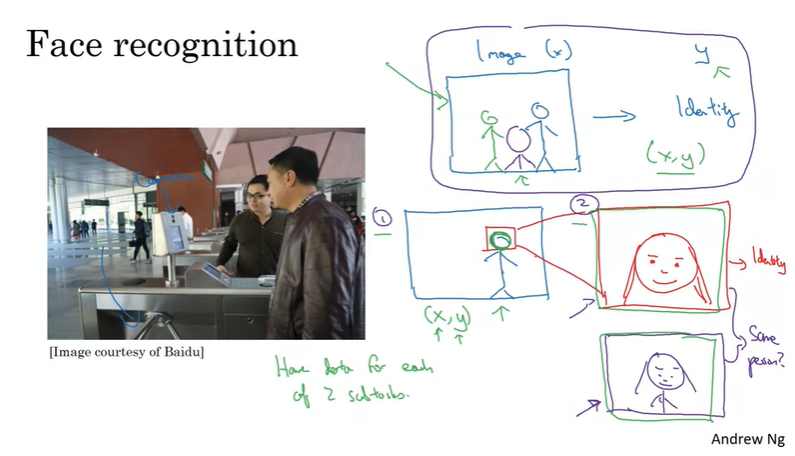 Face recognition
Image (x)
y
Identity
(x,y)
Camera
1
2
Identity
(x,y)
Same
person?
[Image courtesy of Baidu]
Have data for each
of 2 subtasks.
Andrew Ng